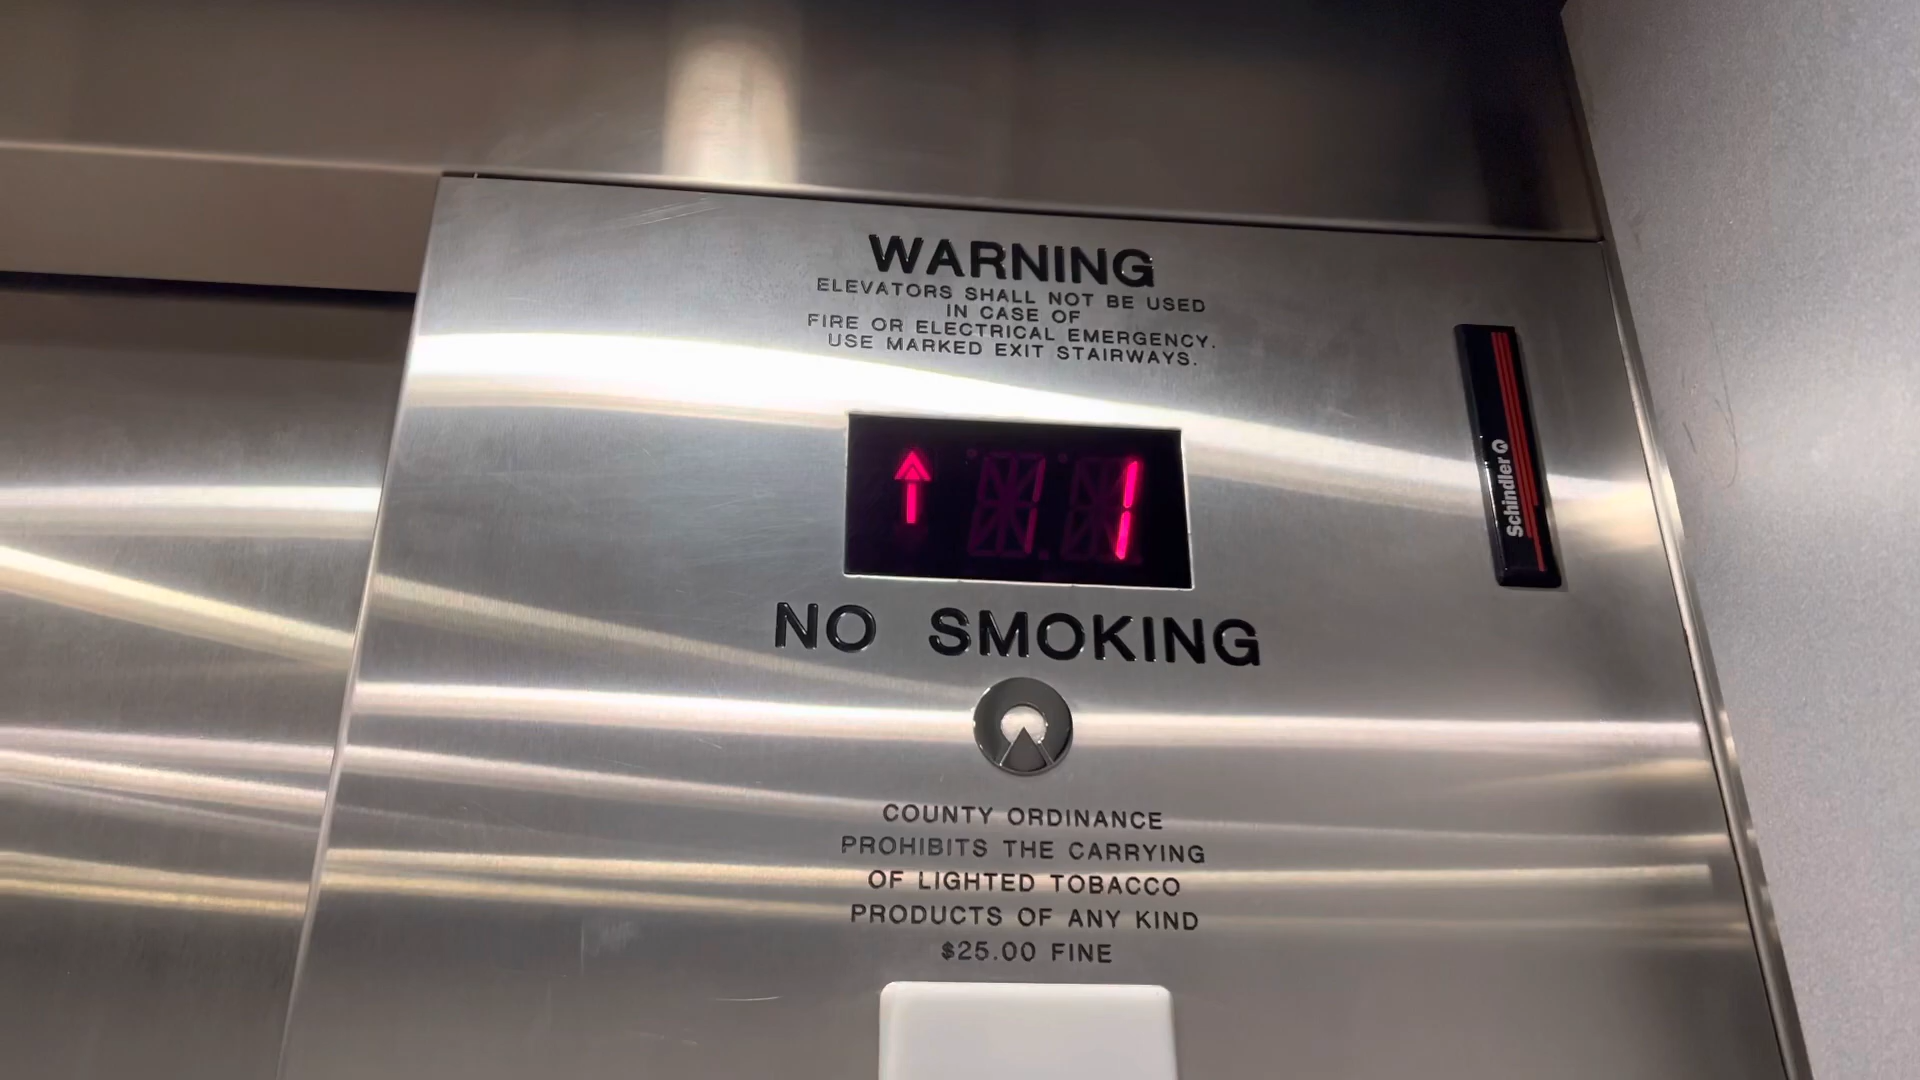 WARNING
ELEVATORS SHALL NOT BE USED
IN CASE OF
FIRE OR ELECTRICAL EMERGENCY.
USE MARKED EXIT STAIRWAYS.
1
Schindler
NO SMOKING
COUNTY ORDINANCE
PROHIBITS THE CARRYING
OF LIGHTED TOBACCO
PRODUCTS OF ANY KIND
$25.00 FINE